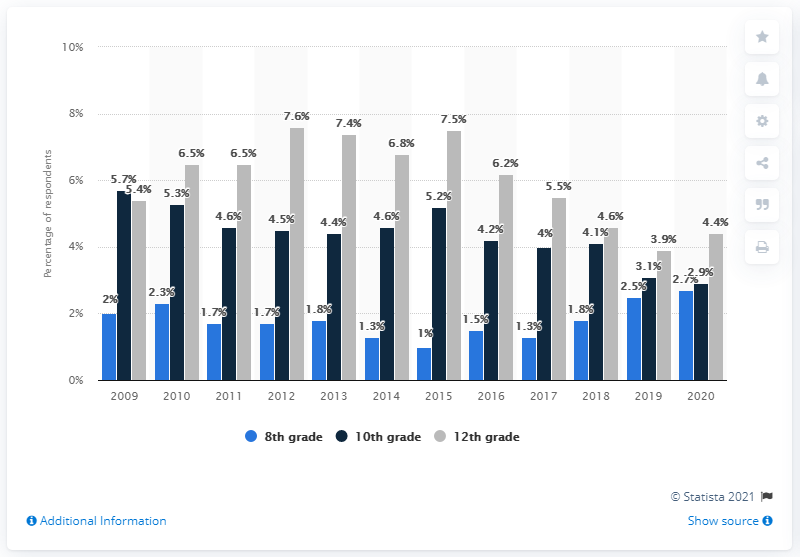 10%
8%
6%
4%
2%
0%
Percentage of respondents
2% 5.7% 5.4%
2.3% 5.3% 6.5%
1.7% 4.6% 6.5%
1.7% 4.5% 7.6%
1.8% 4.4% 7.4%
1.3% 4.6% 6.8%
1% 5.2% 7.5%
1.5% 4.2% 6.2%
1.3% 4% 5.5%
1.8% 4.1% 4.6%
2.5% 3.1% 3.9%
2.7% 2.9% 4.4%
2009 2010 2011 2012 2013 2014 2015 2016 2017 2018 2019 2020
8th grade 10th grade 12th grade
© Statista 2021
Additional Information Show source